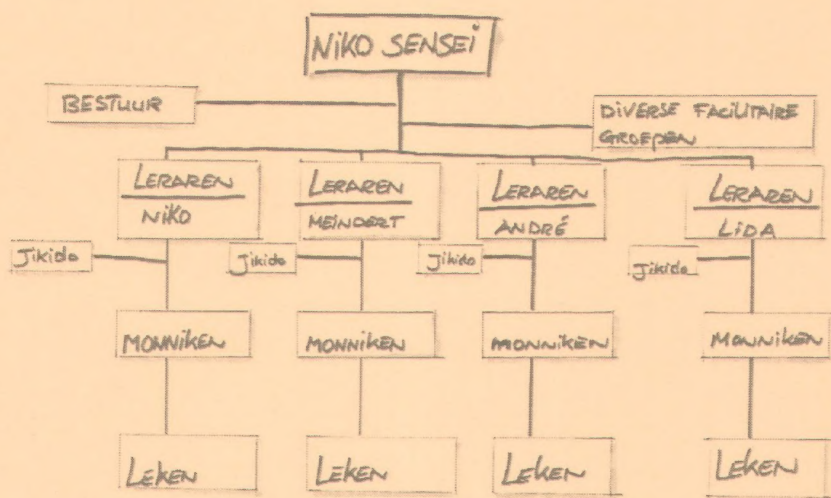 NIKO SENSEI
BESTUUR
DIVERSE FACILITAIRE
GROEPEN
LERAREN
NIKO
LERAREN
MEINDERT
LERAREN
ANDRÉ
LERAREN
LIDA
Jikido
Jikido
Jikido
Jikido
MONNIKEN
MONNIKEN
MONNIKEN
MONNIKEN
LEKEN
LEKEN
LEKEN
LEKEN